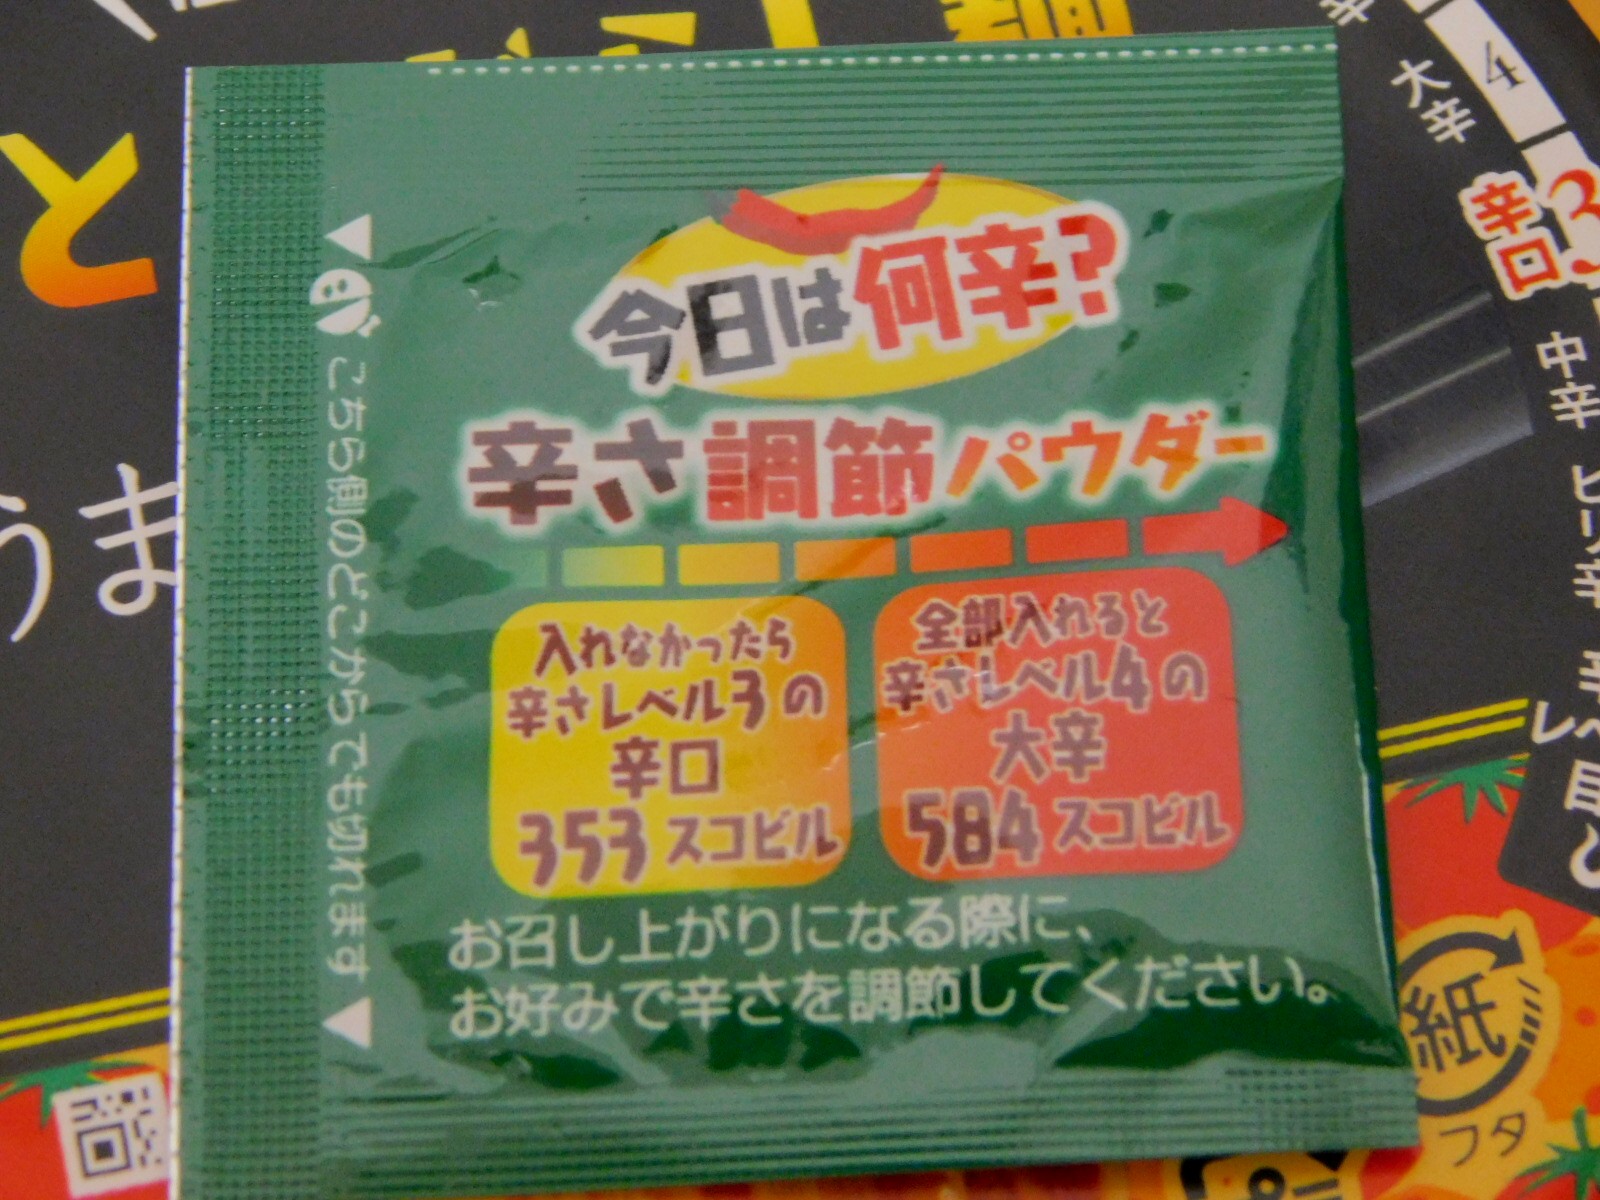 今日は何辛?
辛さ調節パウダー
入れなかったら
辛さレベル3の
辛口
353スコビル
全部入れると
辛さレベル4の
大辛
584スコビル
お召し上がりになる際に、
お好みで辛さを調節してください。
こちら側のどこからでも切れます
と
うま
4
大辛
辛口
3
中辛
ピリ辛
紙
フタ